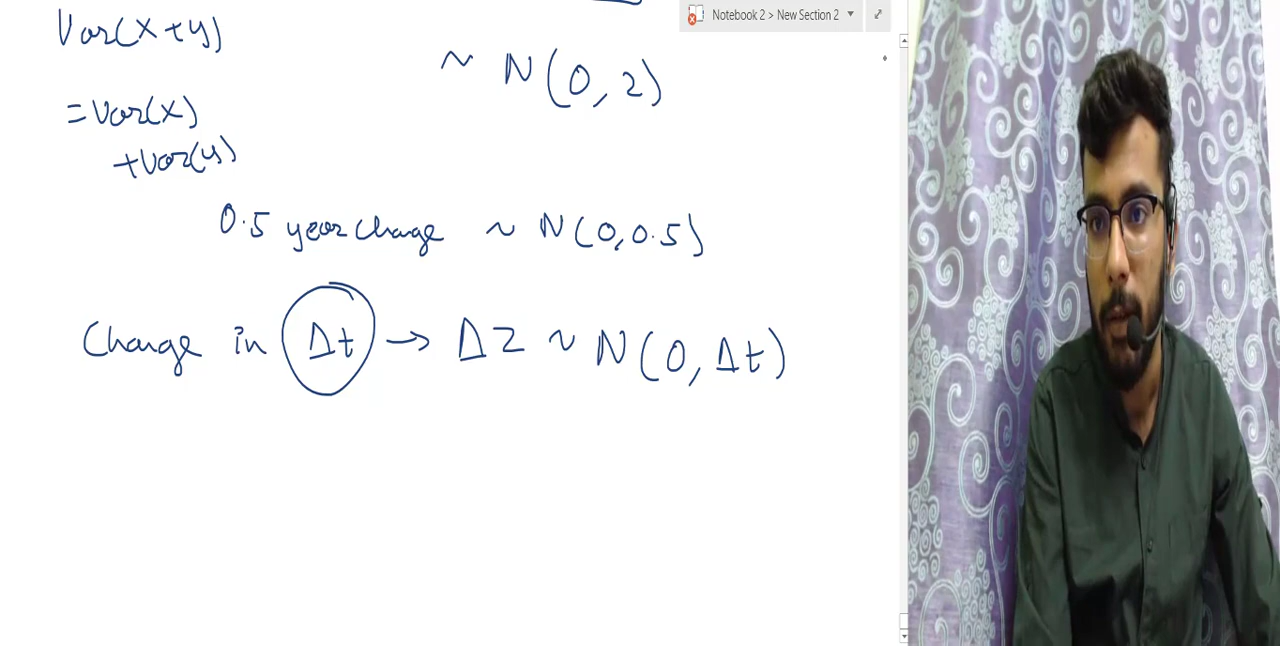 Notebook 2 > New Section 2
Var(x+y)
~ N(0, 2)
=Var(x)
+Var(y)
0.5 year change ~ N(0, 0.5)
Change in Δt → Δz ~ N(0, Δt)